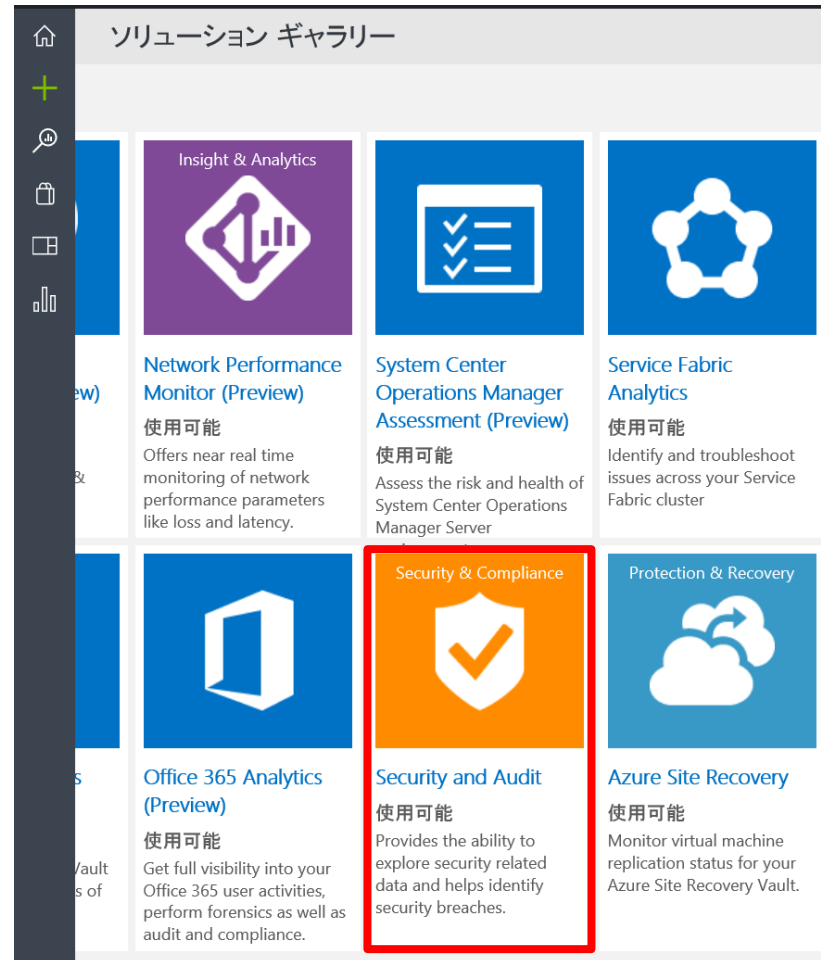 ソリューション ギャラリー
Insight & Analytics
Network Performance
Monitor (Preview)
使用可能
Offers near real time
monitoring of network
performance parameters
like loss and latency.
System Center
Operations Manager
Assessment (Preview)
使用可能
Assess the risk and health of
System Center Operations
Manager Server
Service Fabric
Analytics
使用可能
Identify and troubleshoot
issues across your Service
Fabric cluster
ew)
&
Office 365 Analytics
(Preview)
使用可能
Get full visibility into your
Office 365 user activities,
perform forensics as well as
audit and compliance.
Security & Compliance
Security and Audit
使用可能
Provides the ability to
explore security related
data and helps identify
security breaches.
Protection & Recovery
Azure Site Recovery
使用可能
Monitor virtual machine
replication status for your
Azure Site Recovery Vault.
s
Vault
s of